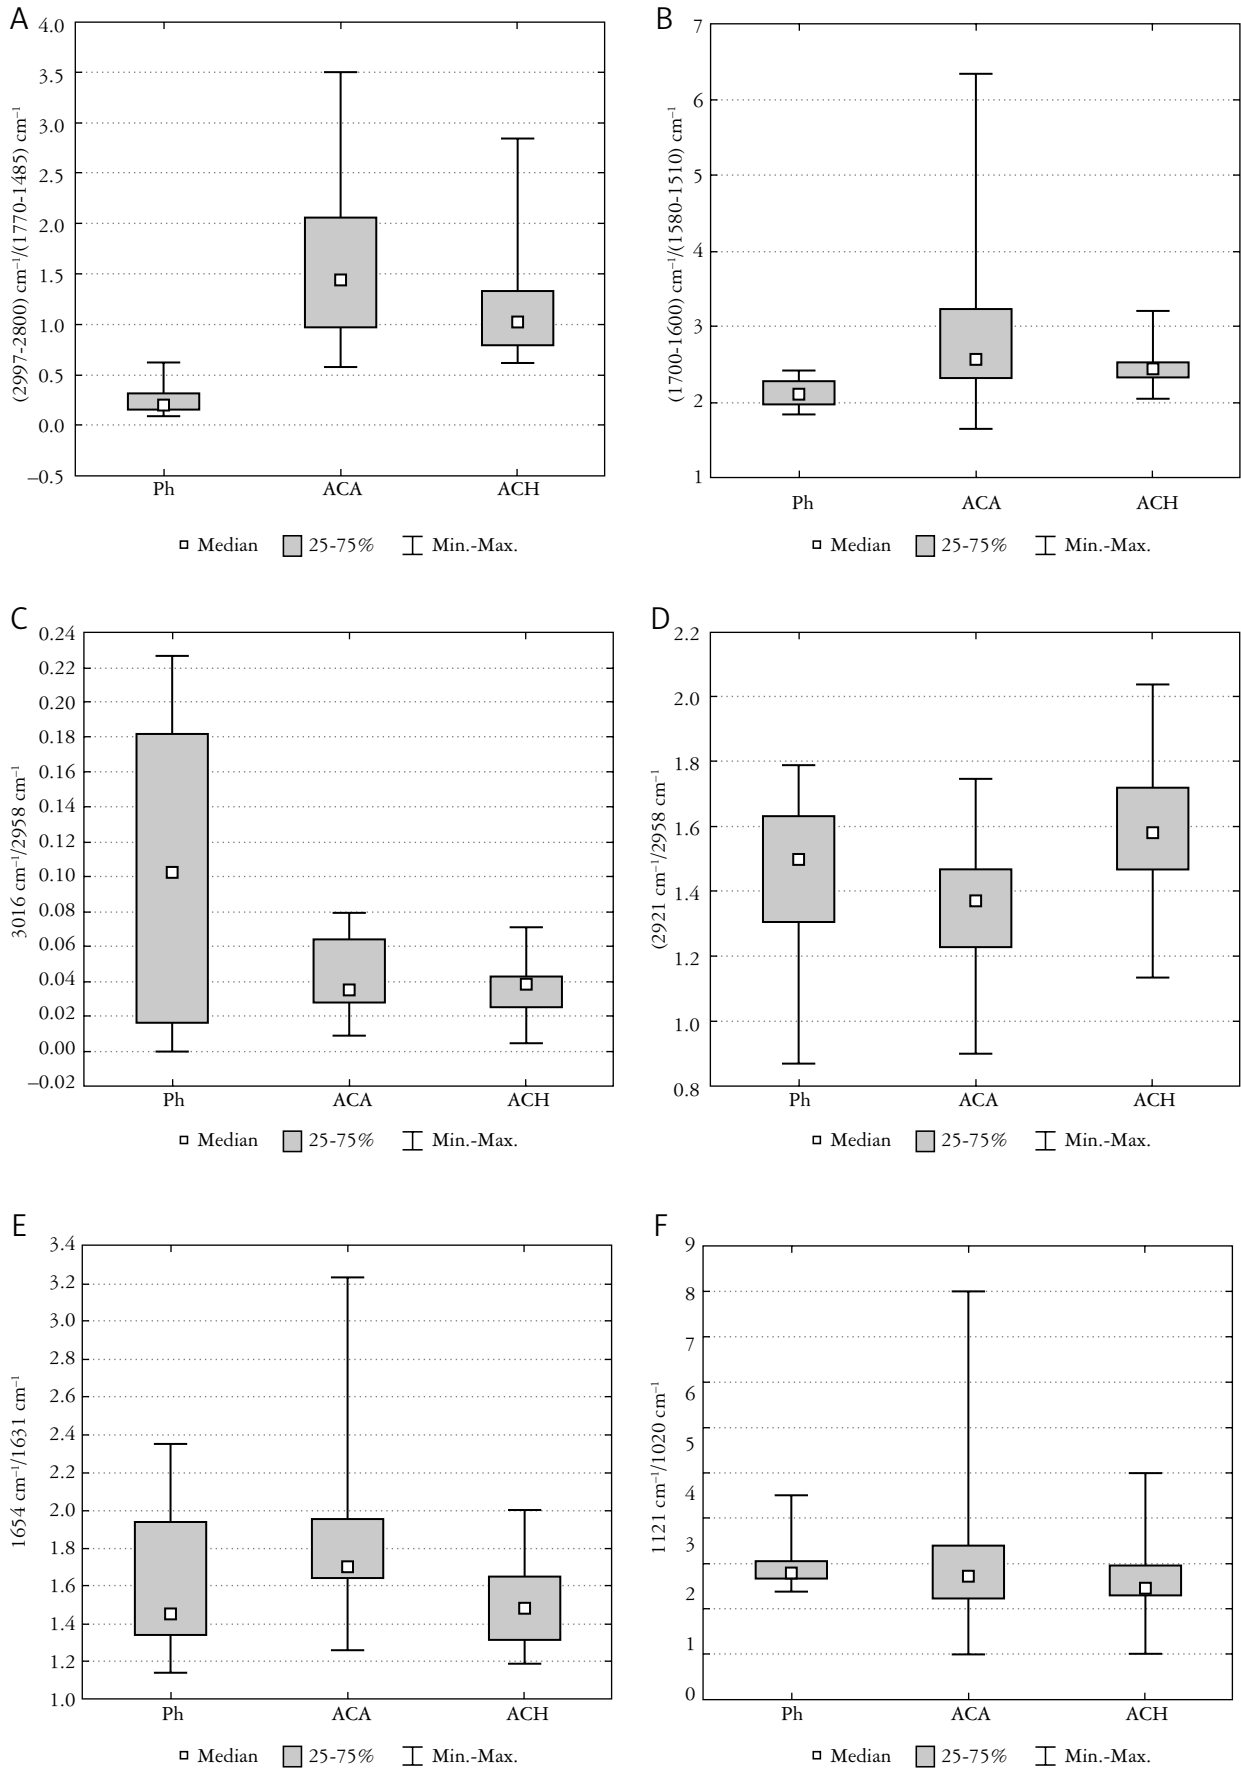 A
(2997-2800) cm⁻¹/(1770-1485) cm⁻¹
4.0
3.5
3.0
2.5
2.0
1.5
1.0
0.5
0.0
–0.5
Ph ACA ACH
Median 25-75% Min.-Max.
B
(1700-1600) cm⁻¹/(1580-1510) cm⁻¹
7
6
5
4
3
2
1
Ph ACA ACH
Median 25-75% Min.-Max.
C
3016 cm⁻¹/2958 cm⁻¹
0.24
0.22
0.20
0.18
0.16
0.14
0.12
0.10
0.08
0.06
0.04
0.02
0.00
–0.02
Ph ACA ACH
Median 25-75% Min.-Max.
D
(2921 cm⁻¹/2958 cm⁻¹
2.2
2.0
1.8
1.6
1.4
1.2
1.0
0.8
Ph ACA ACH
Median 25-75% Min.-Max.
E
1654 cm⁻¹/1631 cm⁻¹
3.4
3.2
3.0
2.8
2.6
2.4
2.2
2.0
1.8
1.6
1.4
1.2
1.0
Ph ACA ACH
Median 25-75% Min.-Max.
F
1121 cm⁻¹/1020 cm⁻¹
9
8
7
6
5
4
3
2
1
0
Ph ACA ACH
Median 25-75% Min.-Max.